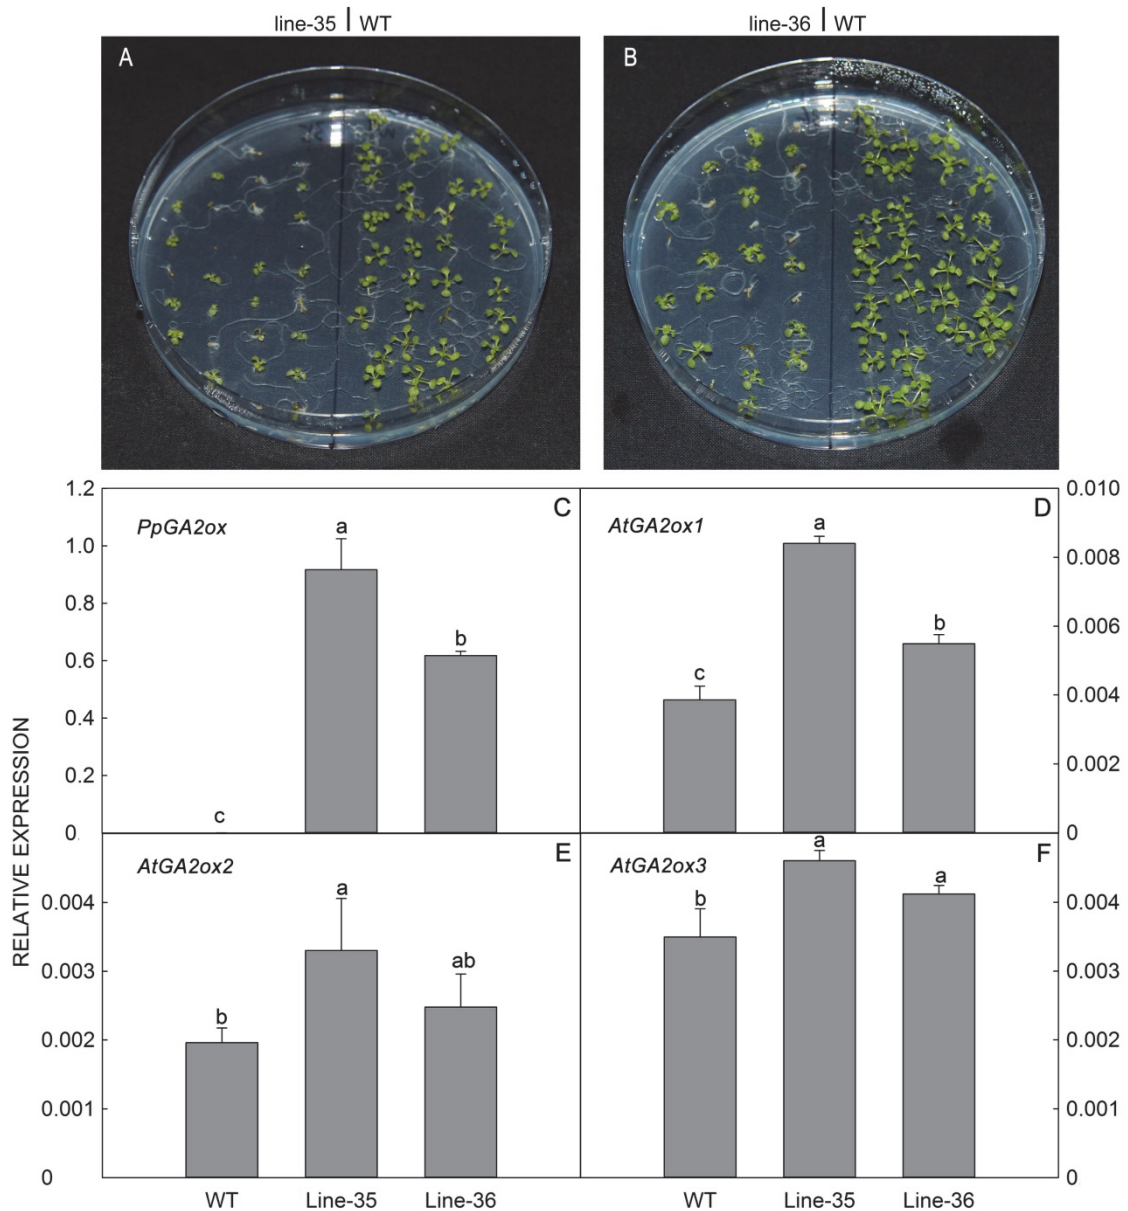 line-35 | WT
line-36 | WT
A
B
RELATIVE EXPRESSION
C
PpGA2ox
1.2
1.0
0.8
0.6
0.4
0.2
0
c
a
b
D
AtGA2ox1
0.010
0.008
0.006
0.004
0.002
0
c
a
b
E
AtGA2ox2
0.004
0.003
0.002
0.001
0
b
a
ab
WT Line-35 Line-36
F
AtGA2ox3
0.004
0.003
0.002
0.001
0
b
a
a
WT Line-35 Line-36